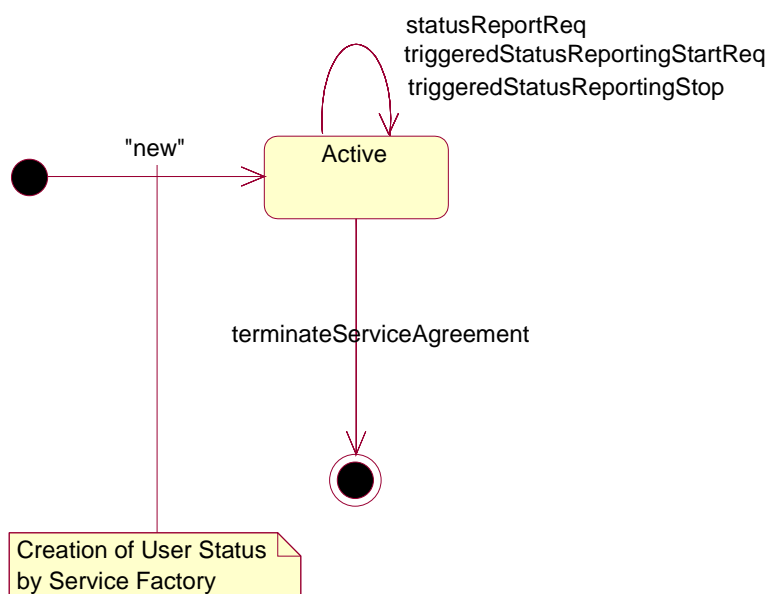 statusReportReq
triggeredStatusReportingStartReq
triggeredStatusReportingStop
"new"
Active
terminateServiceAgreement
Creation of User Status
by Service Factory